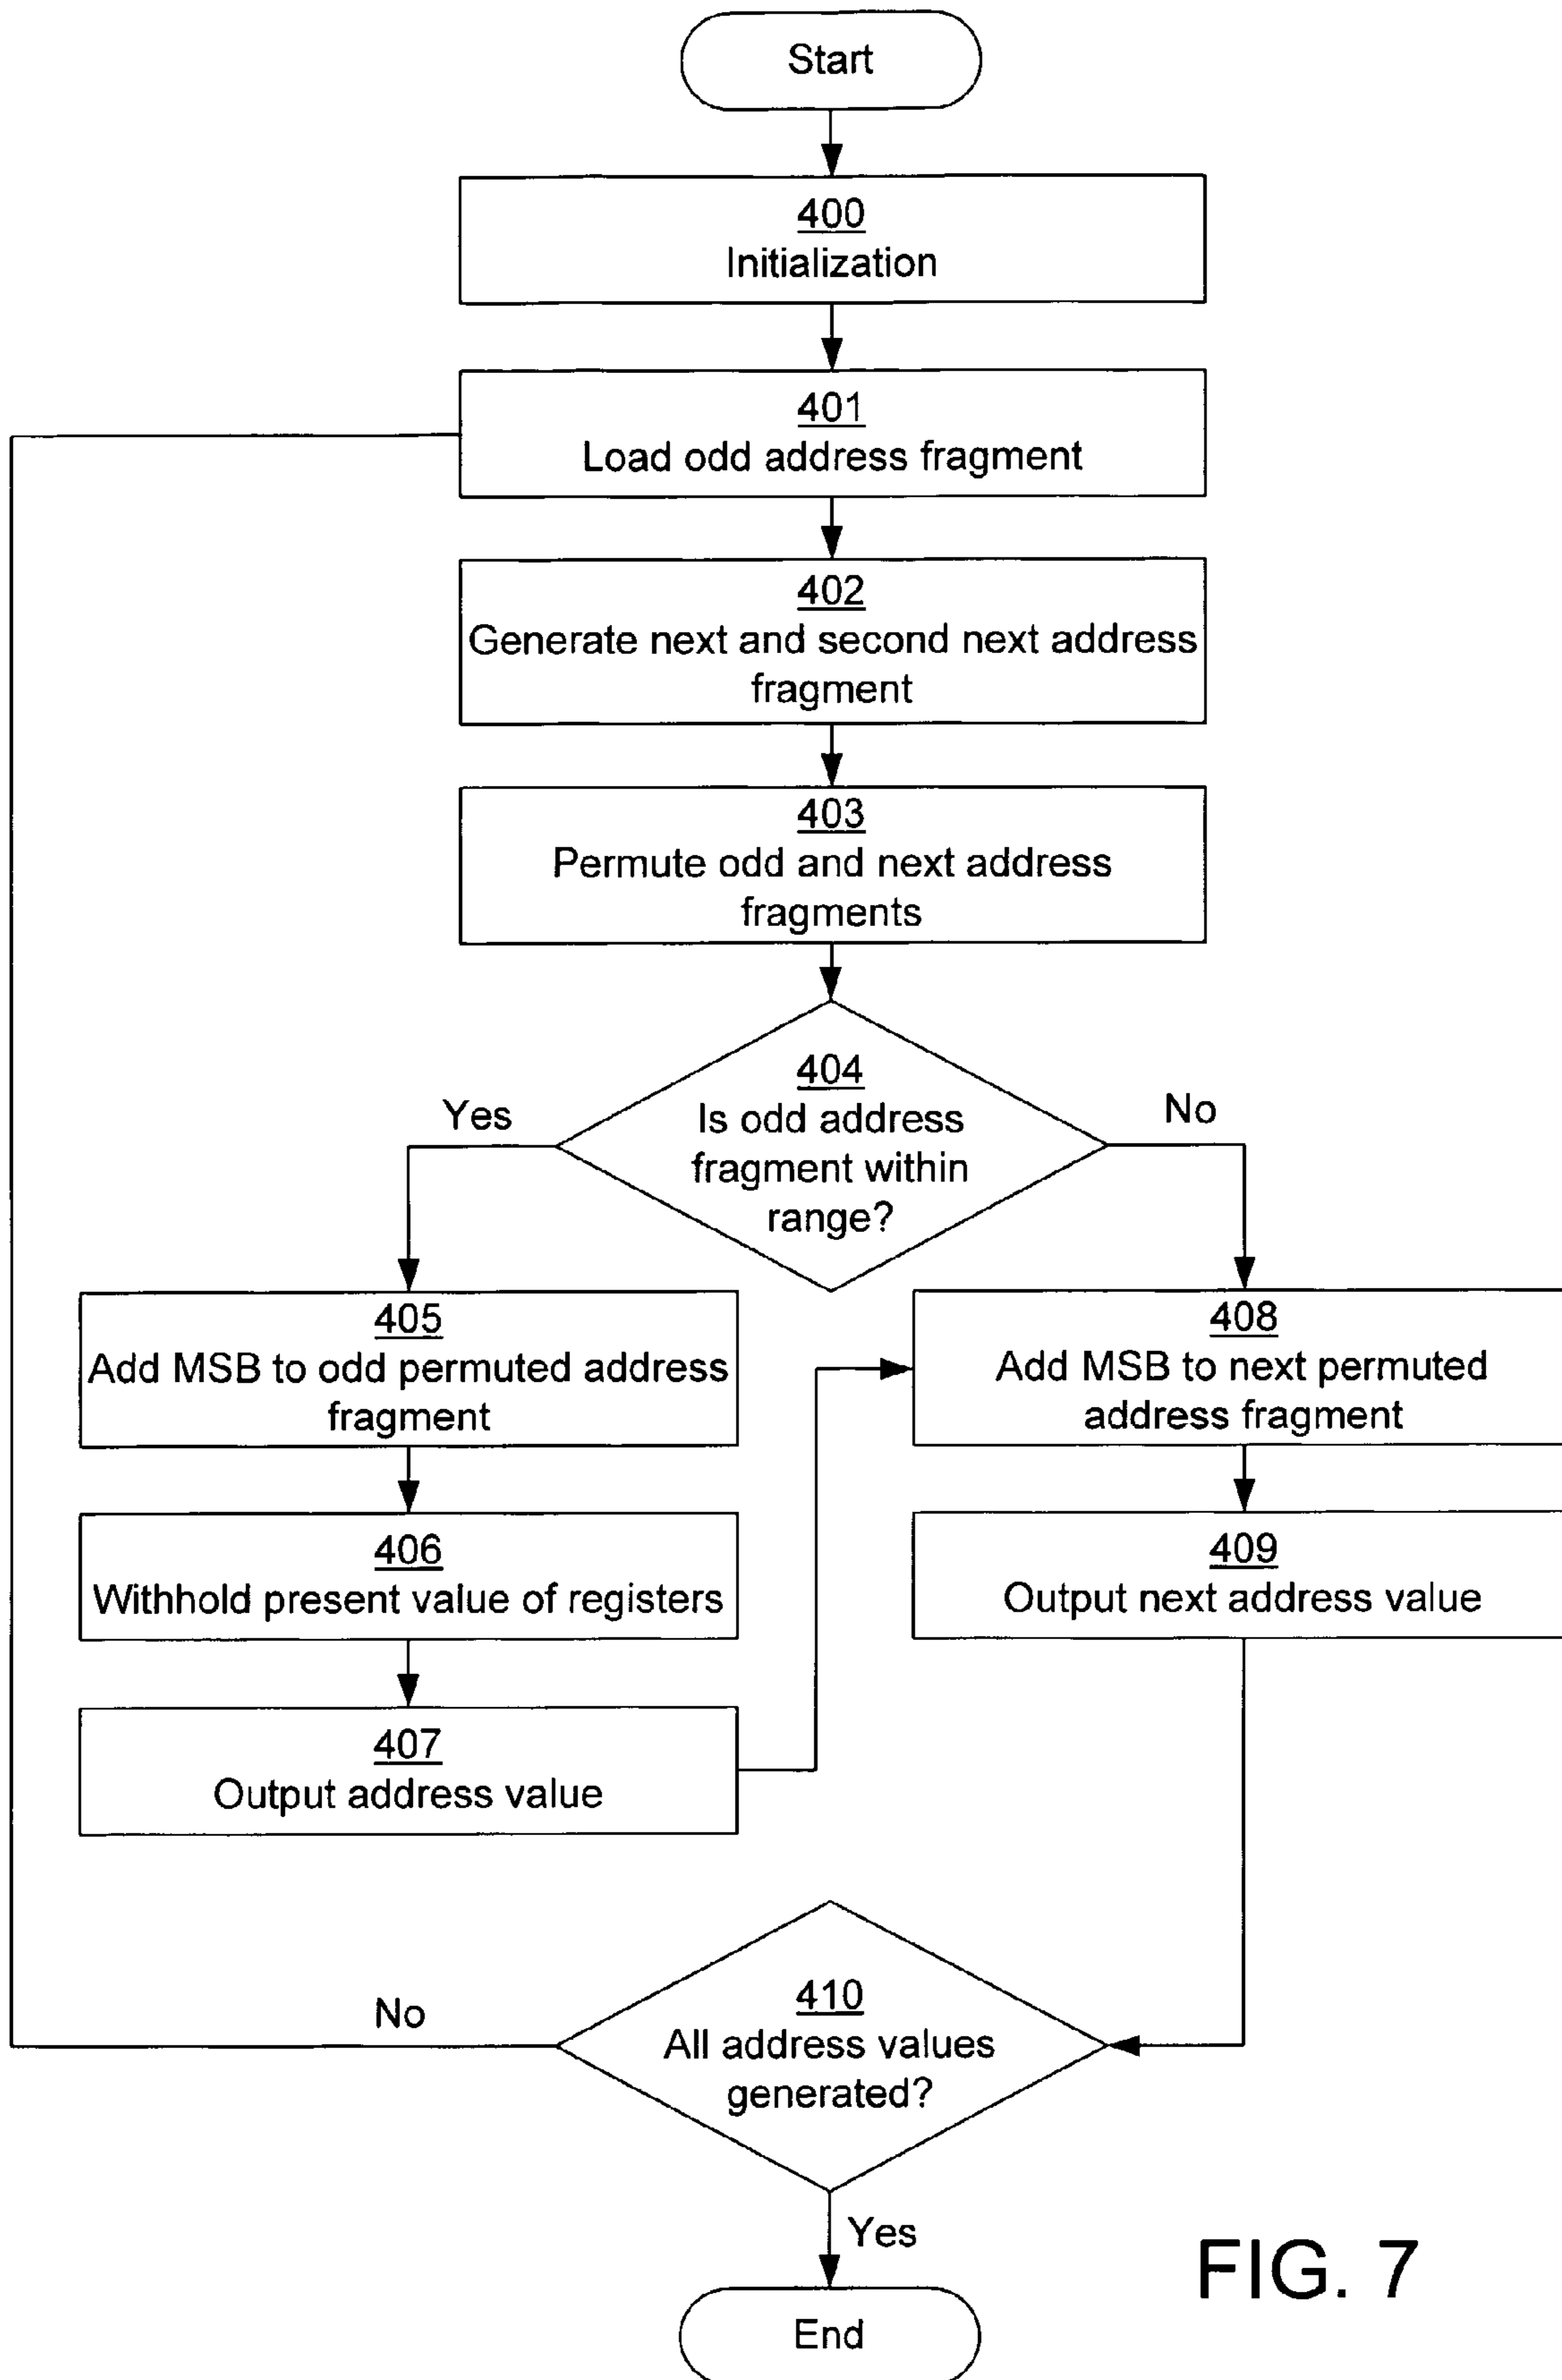 Start
400
Initialization
401
Load odd address fragment
402
Generate next and second next address
fragment
403
Permute odd and next address
fragments
404
Is odd address
fragment within
range?
Yes
No
405
Add MSB to odd permuted address
fragment
406
Withhold present value of registers
407
Output address value
408
Add MSB to next permuted
address fragment
409
Output next address value
410
All address values
generated?
No
Yes
End
FIG. 7